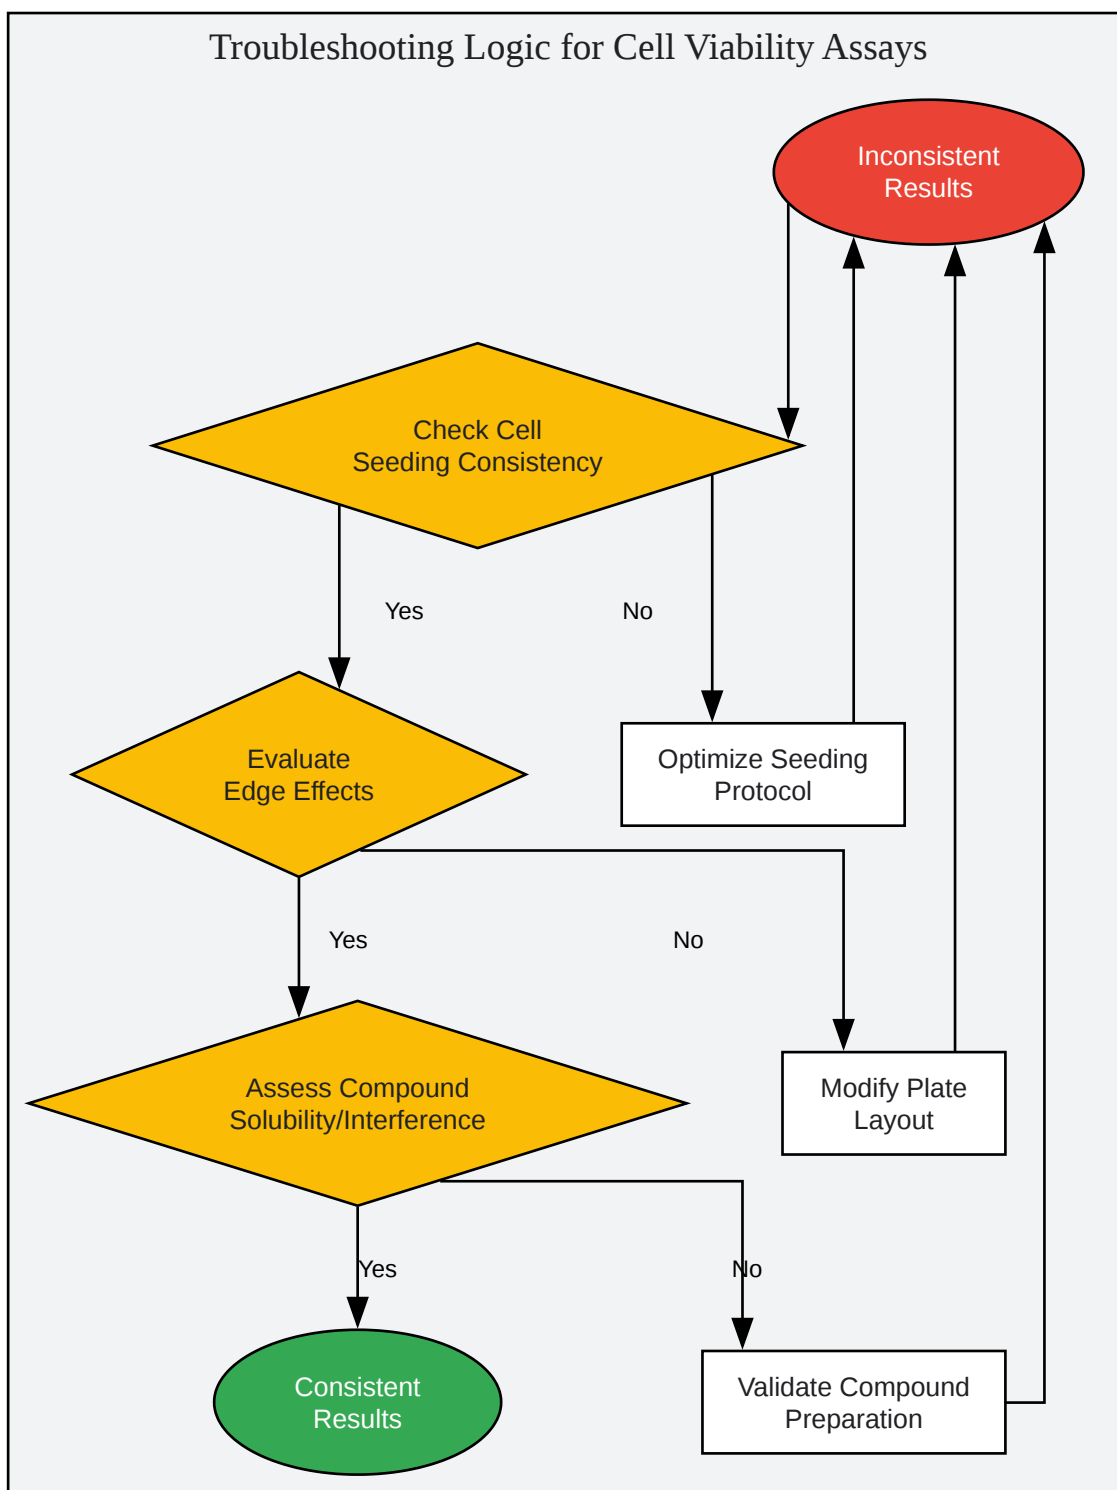 Troubleshooting Logic for Cell Viability Assays
Inconsistent
Results
Check Cell
Seeding Consistency
Yes
No
Evaluate
Edge Effects
Optimize Seeding
Protocol
Yes
No
Assess Compound
Solubility/Interference
Modify Plate
Layout
Yes
No
Consistent
Results
Validate Compound
Preparation